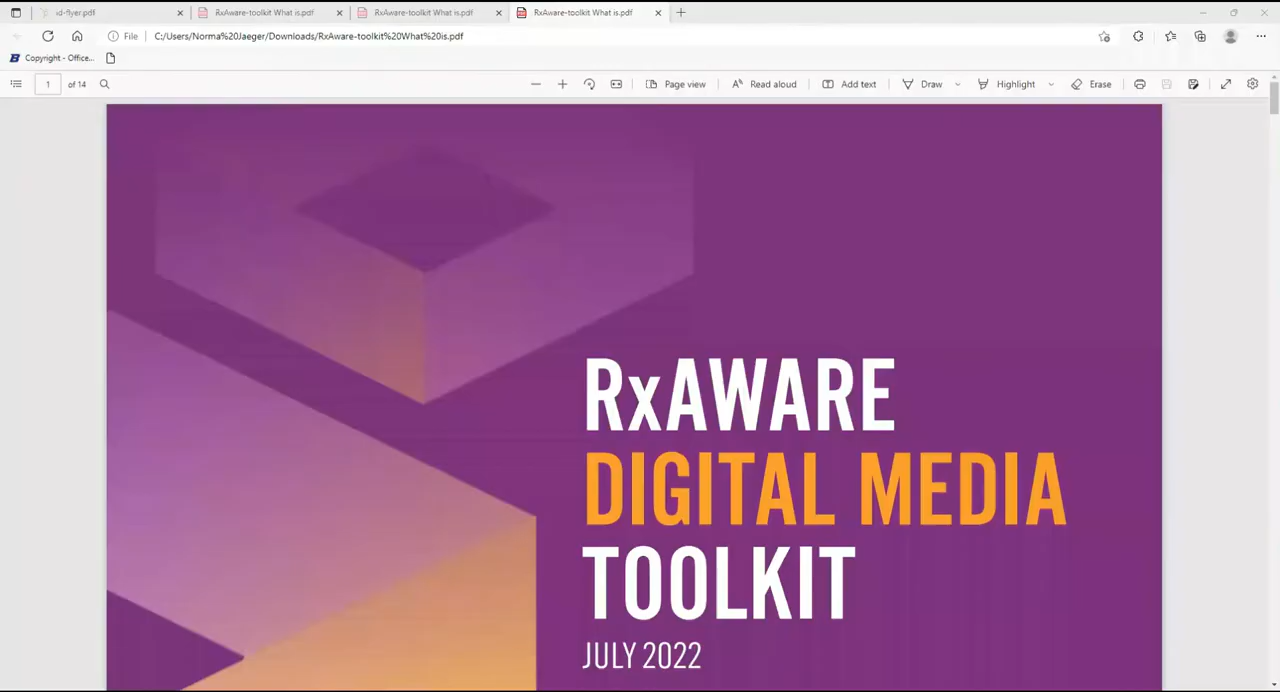 id-flyer.pdf RxAware-toolkit What is.pdf RxAware-toolkit What is.pdf RxAware-toolkit What is.pdf
File C:/Users/Norma%20Jaeger/Downloads/RxAware-toolkit%20What%20is.pdf
Copyright - Office...
1 of 14 Page view Read aloud Add text Draw Highlight Erase
RxAWARE
DIGITAL MEDIA
TOOLKIT
JULY 2022